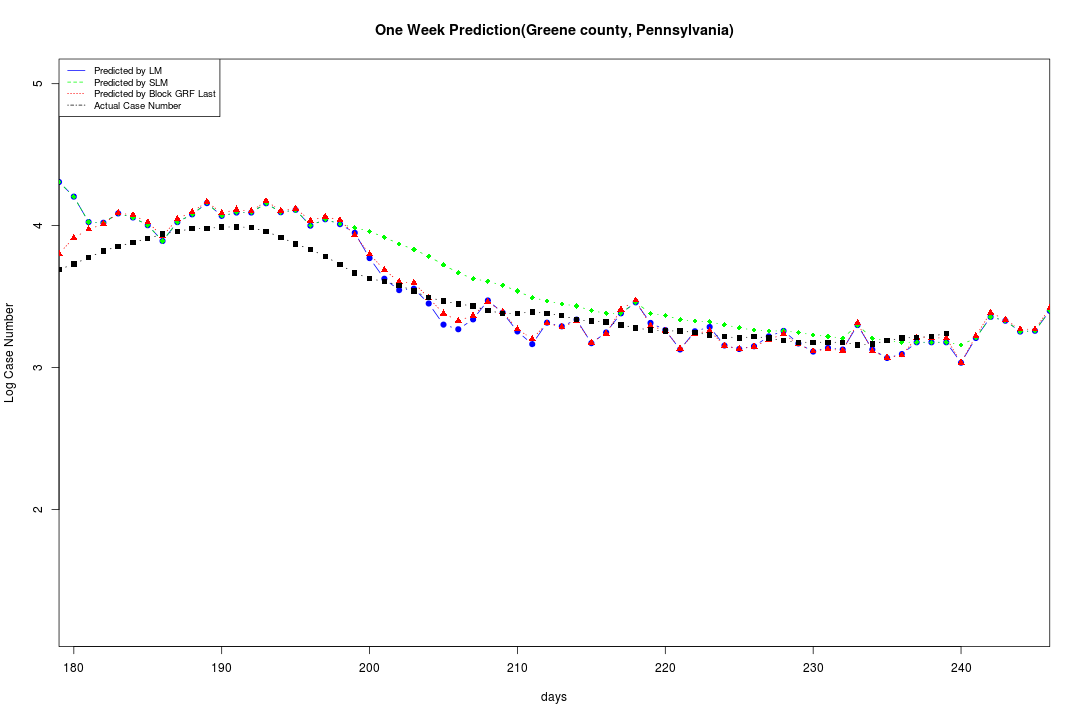 One Week Prediction(Greene county, Pennsylvania)
Predicted by LM
Predicted by SLM
Predicted by Block GRF Last
Actual Case Number
5
4
3
2
Log Case Number
180 190 200 210 220 230 240
days